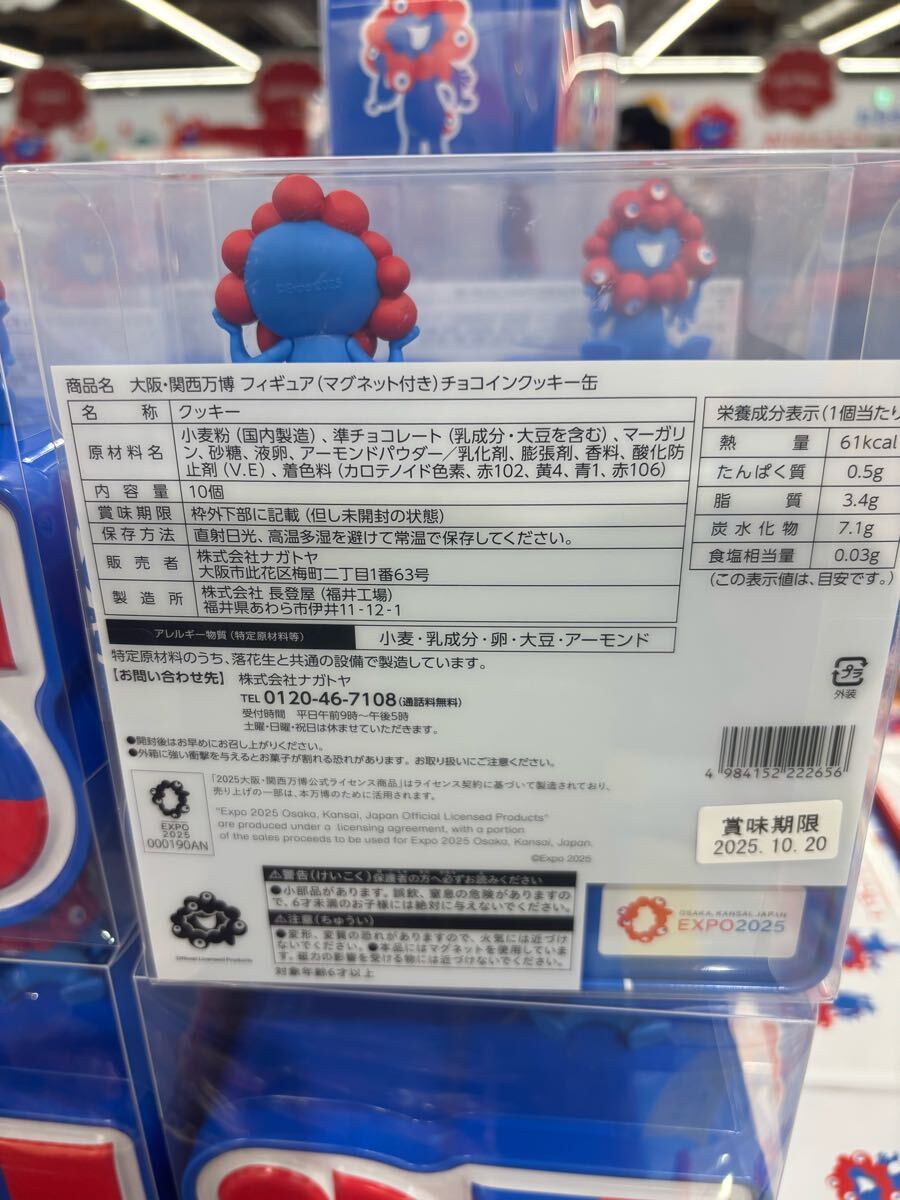 商品名 大阪・関西万博 フィギュア(マグネット付き)チョコインクッキー缶
名称 クッキー
原材料名 小麦粉(国内製造)、準チョコレート(乳成分・大豆を含む)、マーガリ
ン、砂糖、液卵、アーモンドパウダー/乳化剤、膨張剤、香料、酸化防
止剤(V.E)、着色料(カロテノイド色素、赤102、黄4、青1、赤106)
内容量 10個
賞味期限 枠外下部に記載(但し未開封の状態)
保存方法 直射日光、高温多湿を避けて常温で保存してください。
販売者 株式会社ナガトヤ
大阪市此花区梅町二丁目1番63号
製造所 株式会社 長登屋(福井工場)
福井県あわら市伊井11-12-1
アレルギー物質(特定原材料等) 小麦・乳成分・卵・大豆・アーモンド
特定原材料のうち、落花生と共通の設備で製造しています。
【お問い合わせ先】 株式会社ナガトヤ
TEL 0120-46-7108(通話料無料)
受付時間 平日午前9時〜午後5時
土曜・日曜・祝日は休ませていただきます。
●開封後はお早めにお召し上がりください。
●外箱に強い衝撃を与えるとお菓子が割れる恐れがあります。お取り扱いにご注意ください。
栄養成分表示(1個当たり
熱量 61kcal
たんぱく質 0.5g
脂質 3.4g
炭水化物 7.1g
食塩相当量 0.03g
(この表示値は、目安です。)
プラ
外装
4 984152 222656
賞味期限
2025.10.20
EXPO
2025
000190AN
「2025大阪・関西万博公式ライセンス商品」はライセンス契約に基づいて製造されており、
売り上げの一部は、本万博のために活用されます。
"Expo 2025 Osaka, Kansai, Japan Official Licensed Products"
are produced under a licensing agreement, with a portion
of the sales proceeds to be used for Expo 2025 Osaka, Kansai, Japan.
©Expo 2025
Official Licensed Products
⚠警告(けいこく)保護者の方へ必ずお読みください
●小部品があります。誤飲、窒息の危険がありますの
で、6才未満のお子様には絶対に与えないでください。
⚠注意(ちゅうい)
●変形、変質の恐れがありますので、火気には近づけ
ないでください。●本品にはマグネットを使用していま
す。磁力の影響を受ける物には近づけないでください。
対象年齢6才以上
OSAKA, KANSAI, JAPAN
EXPO2025